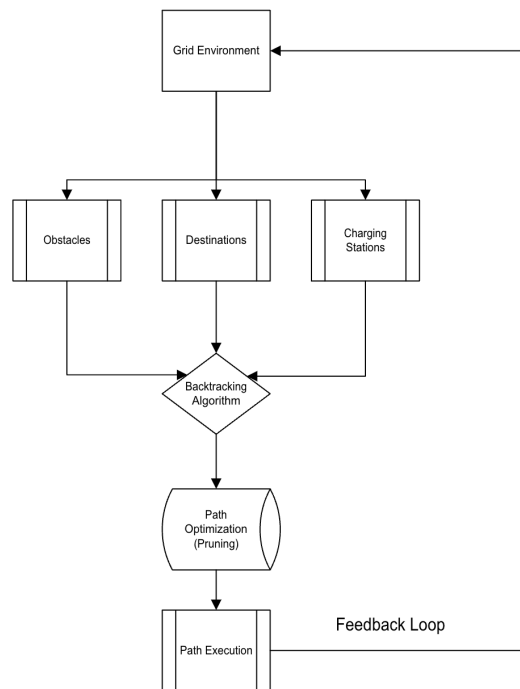 Grid Environment
Obstacles
Destinations
Charging
Stations
Backtracking
Algorithm
Path
Optimization
(Pruning)
Feedback Loop
Path Execution